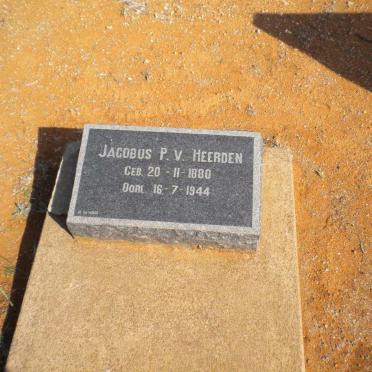 JACOBUS P. V. HEERDEN
GEB. 20-11-1880
OORL. 16-7-1944